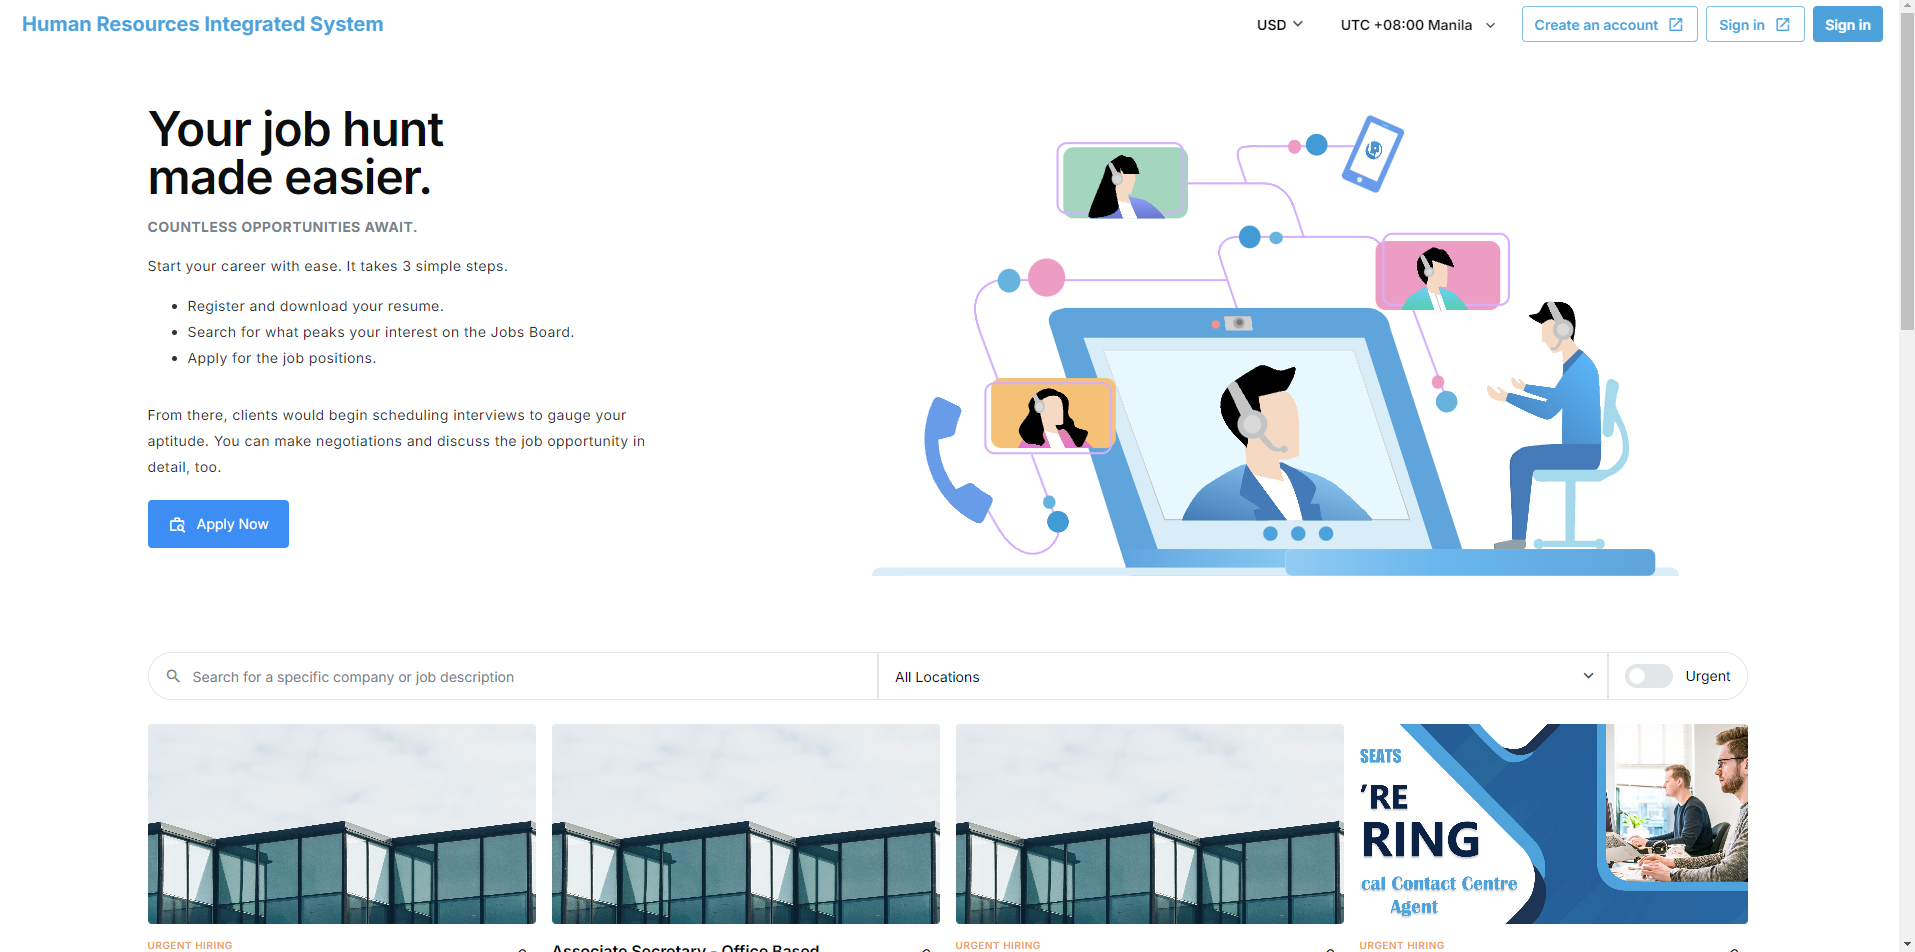 Human Resources Integrated System
USD
UTC +08:00 Manila
Create an account
Sign in
Sign in
Your job hunt
made easier.
COUNTLESS OPPORTUNITIES AWAIT.
Start your career with ease. It takes 3 simple steps.
Register and download your resume.
Search for what peaks your interest on the Jobs Board.
Apply for the job positions.
From there, clients would begin scheduling interviews to gauge your
aptitude. You can make negotiations and discuss the job opportunity in
detail, too.
Apply Now
Search for a specific company or job description
All Locations
Urgent
SEATS
'RE
RING
cal Contact Centre
Agent
URGENT HIRING
Associate Secretary - Office Based
URGENT HIRING
URGENT HIRING